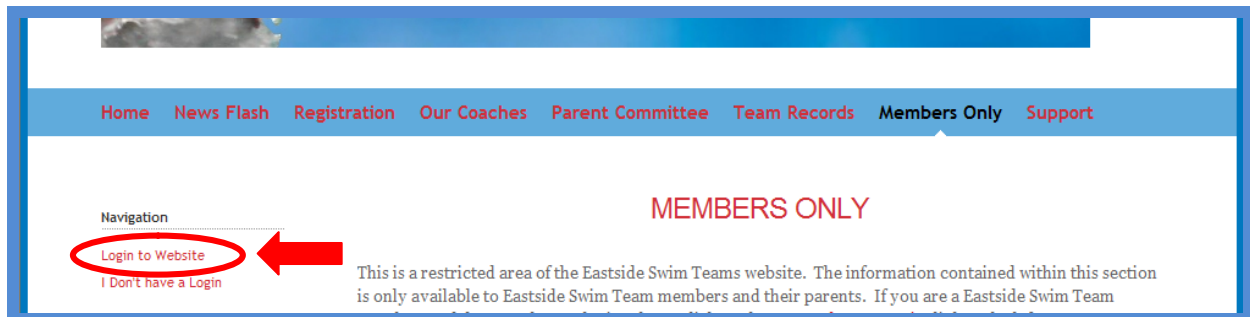 Home News Flash Registration Our Coaches Parent Committee Team Records Members Only Support
Navigation
Login to Website
I Don't have a Login
MEMBERS ONLY
This is a restricted area of the Eastside Swim Teams website. The information contained within this section
is only available to Eastside Swim Team members and their parents. If you are a Eastside Swim Team